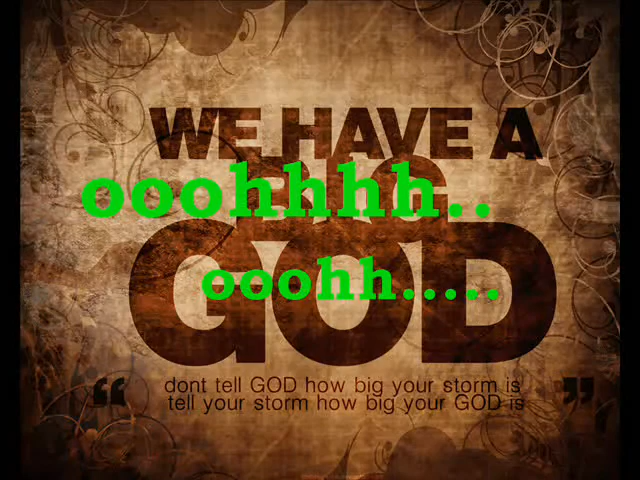 WE HAVE A
BIG
ooohhhh..
GOD
ooohh.....
“ dont tell GOD how big your storm is ”
tell your storm how big your GOD is